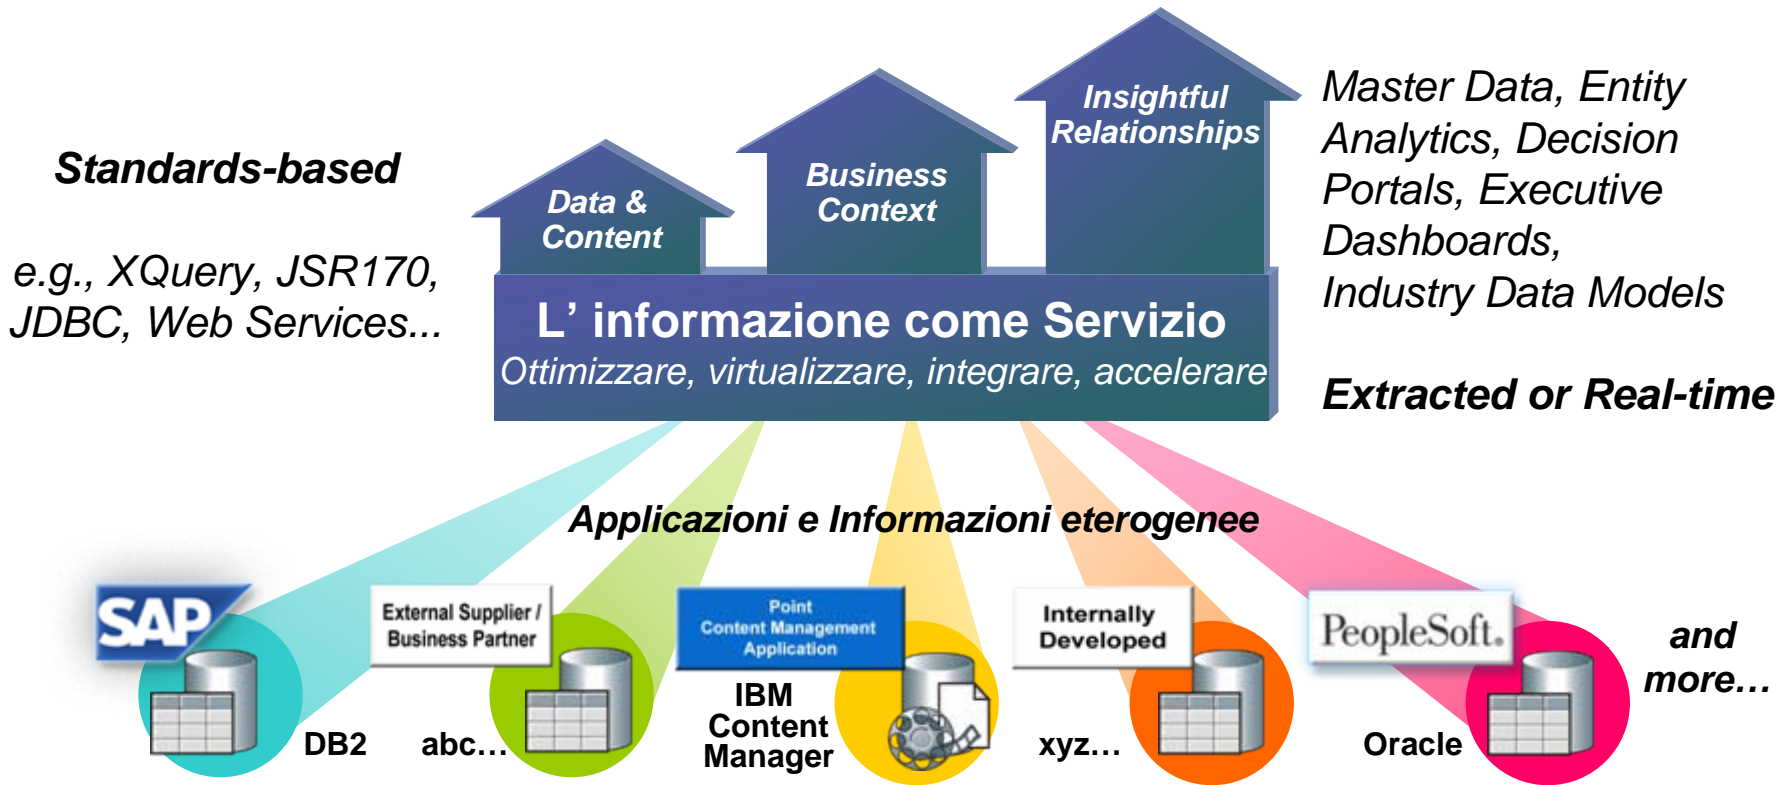 Standards-based
e.g., XQuery, JSR170,
JDBC, Web Services...
Data &
Content
Business
Context
Insightful
Relationships
L’ informazione come Servizio
Ottimizzare, virtualizzare, integrare, accelerare
Master Data, Entity
Analytics, Decision
Portals, Executive
Dashboards,
Industry Data Models
Extracted or Real-time
Applicazioni e Informazioni eterogenee
SAP
DB2
External Supplier /
Business Partner
abc…
Point
Content Management
Application
IBM
Content
Manager
Internally
Developed
xyz…
PeopleSoft.
Oracle
and
more…